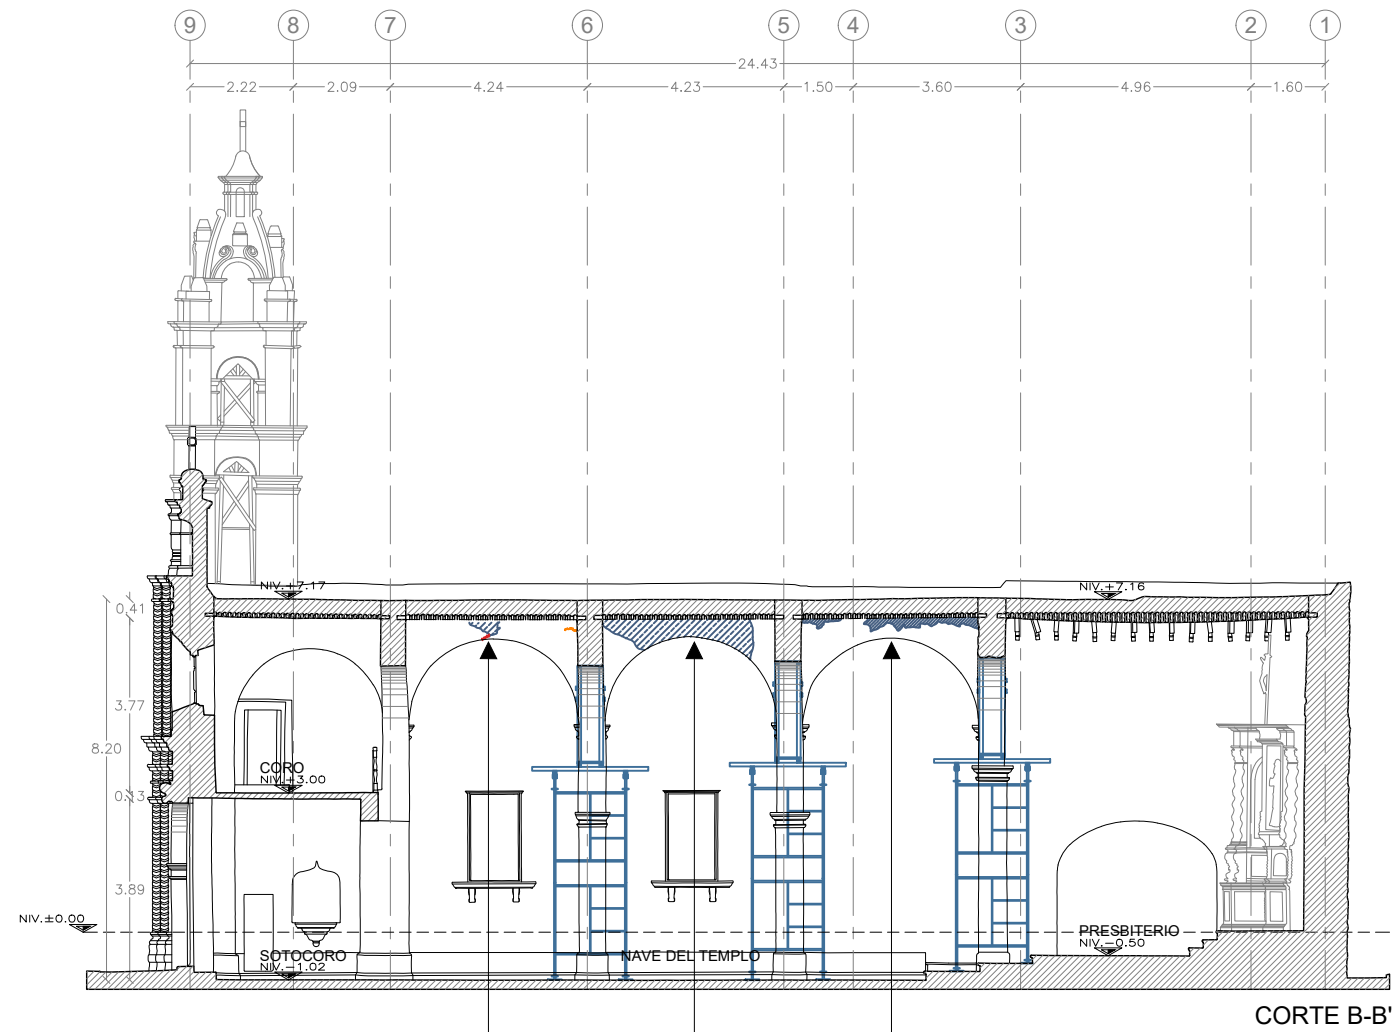 9 8 7 6 5 4 3 2 1
24.43
2.22 2.09 4.24 4.23 1.50 3.60 4.96 1.60
NIV.+7.17 NIV.+7.16
0.41
3.77
8.20
CORO
NIV.+3.00
0.13
3.89
NIV.±0.00
PRESBITERIO
NIV.-0.50
SOTOCORO
NIV.-1.02
NAVE DEL TEMPLO
CORTE B-B'